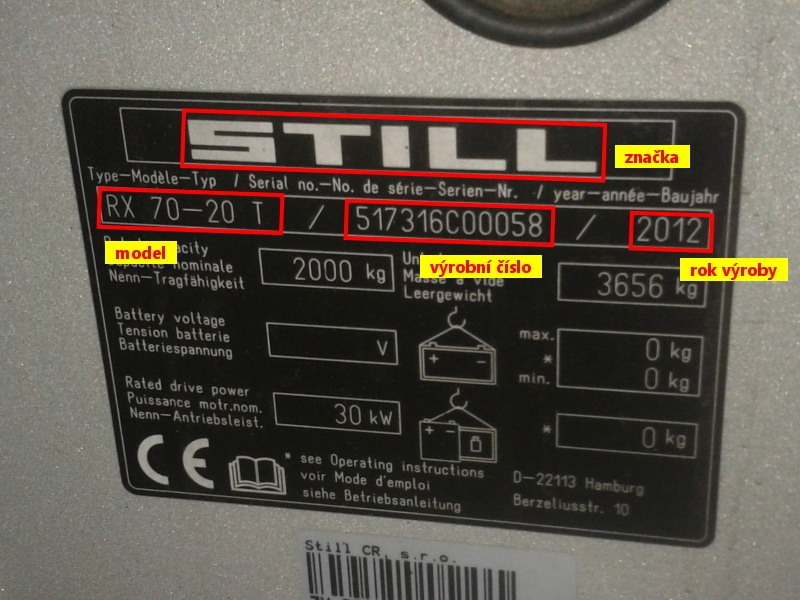 STILL
značka
Type-Modèle-Typ / Serial no.-No. de série-Serien-Nr. / year-année-Baujahr
RX 70-20 T / 517316C00058 / 2012
model
výrobní číslo
rok výroby
nominale
Nenn-Tragfähigkeit
2000 kg
Masse à vide
Leergewicht
3656 kg
Battery voltage
Tension batterie
Batteriespannung
V
max.
0 kg
*
min.
0 kg
Rated drive power
Puissance motr.nom.
Nenn-Antriebsleist.
30 kW
*
0 kg
CE
* see Operating instructions
voir Mode d'emploi
siehe Betriebsanleitung
D-22113 Hamburg
Berzeliusstr. 10
Still CR, s.r.o.